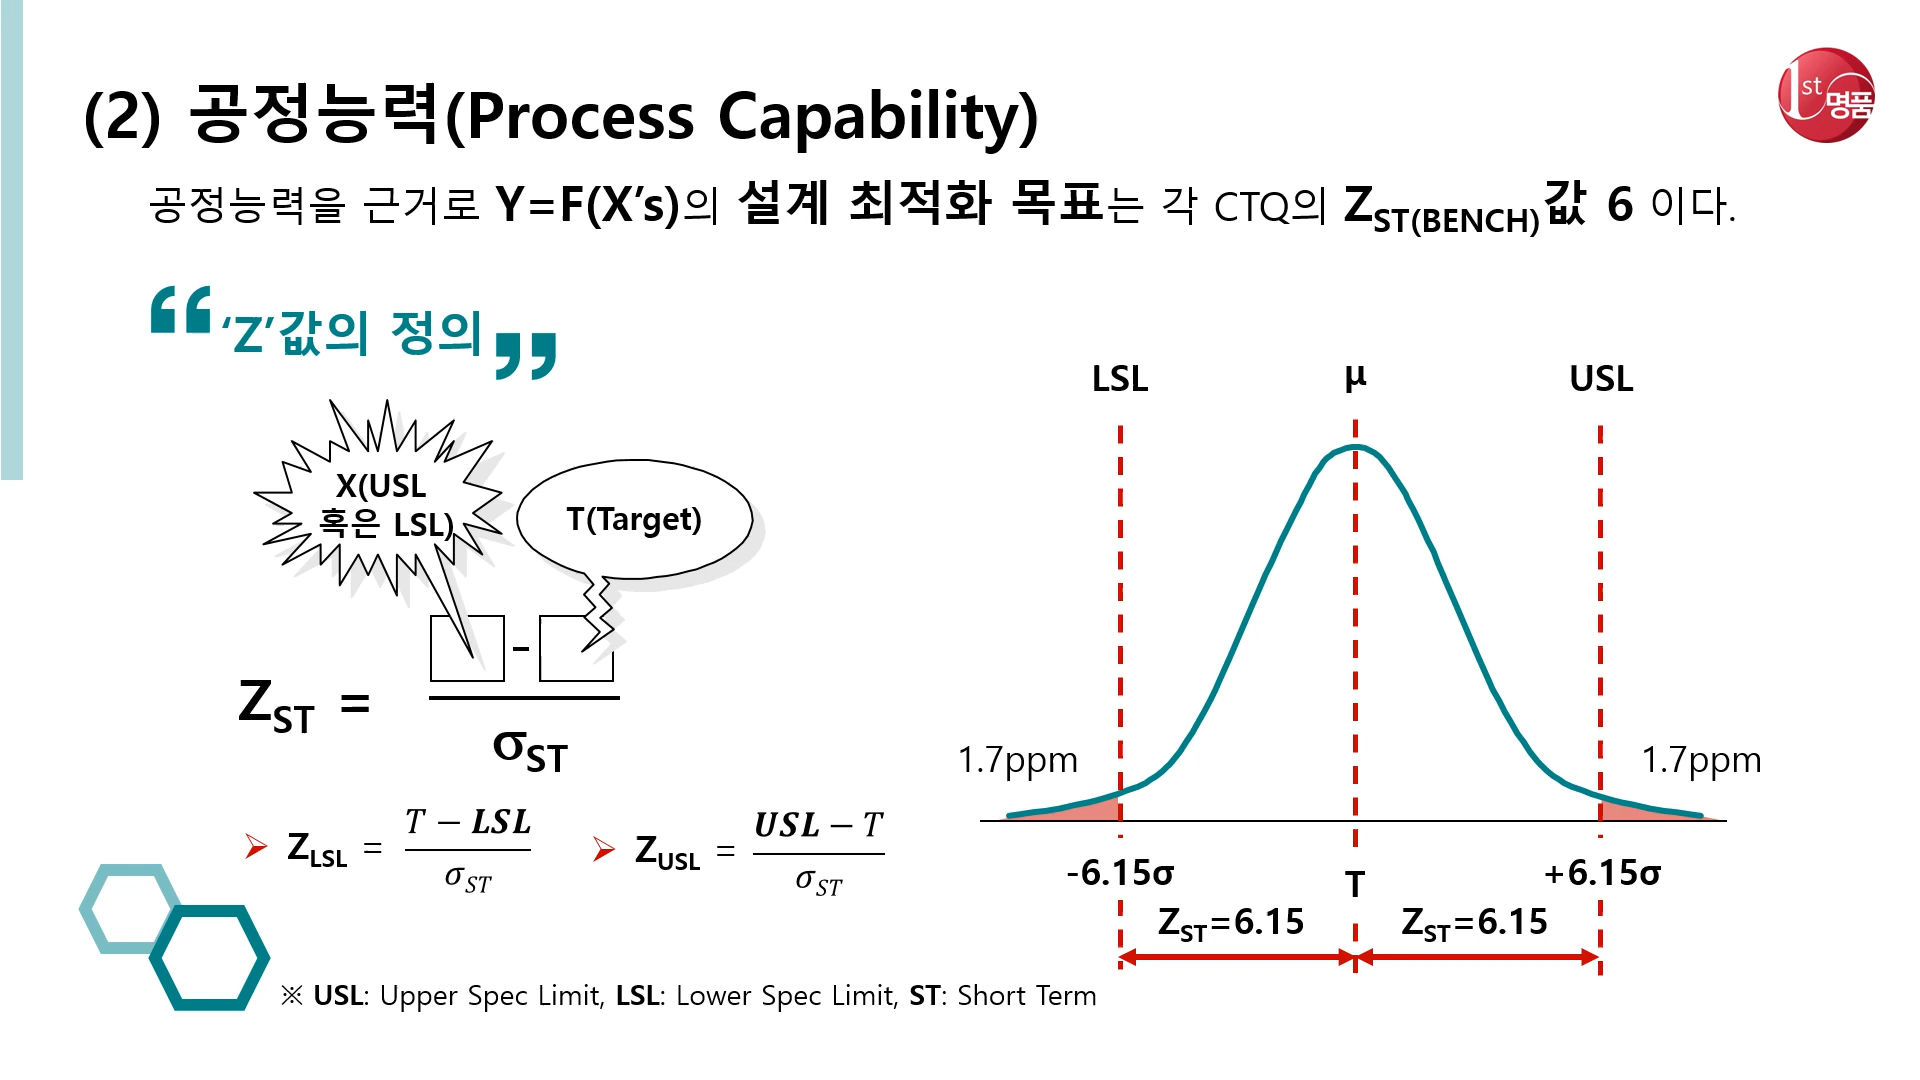 (2) 공정능력(Process Capability)
1st 명품
공정능력을 근거로 Y=F(X’s)의 설계 최적화 목표는 각 CTQ의 ZST(BENCH)값 6 이다.
“ ‘Z’값의 정의 ”
X(USL
혹은 LSL)
T(Target)
ZST = □ - □ / σST
ZLSL = T − LSL / σST
ZUSL = USL − T / σST
LSL μ USL
1.7ppm 1.7ppm
-6.15σ T +6.15σ
ZST=6.15 ZST=6.15
※ USL: Upper Spec Limit, LSL: Lower Spec Limit, ST: Short Term